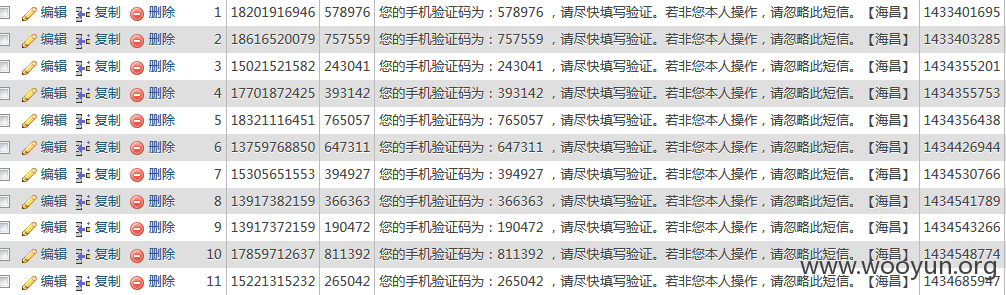 编辑 复制 删除 1 18201916946 578976 您的手机验证码为：578976 ，请尽快填写验证。若非您本人操作，请忽略此短信。【海昌】 1433401695
编辑 复制 删除 2 18616520079 757559 您的手机验证码为：757559 ，请尽快填写验证。若非您本人操作，请忽略此短信。【海昌】 1433403285
编辑 复制 删除 3 15021521582 243041 您的手机验证码为：243041 ，请尽快填写验证。若非您本人操作，请忽略此短信。【海昌】 1434355201
编辑 复制 删除 4 17701872425 393142 您的手机验证码为：393142 ，请尽快填写验证。若非您本人操作，请忽略此短信。【海昌】 1434355753
编辑 复制 删除 5 18321116451 765057 您的手机验证码为：765057 ，请尽快填写验证。若非您本人操作，请忽略此短信。【海昌】 1434356438
编辑 复制 删除 6 13759768850 647311 您的手机验证码为：647311 ，请尽快填写验证。若非您本人操作，请忽略此短信。【海昌】 1434426944
编辑 复制 删除 7 15305651553 394927 您的手机验证码为：394927 ，请尽快填写验证。若非您本人操作，请忽略此短信。【海昌】 1434530766
编辑 复制 删除 8 13917382159 366363 您的手机验证码为：366363 ，请尽快填写验证。若非您本人操作，请忽略此短信。【海昌】 1434541789
编辑 复制 删除 9 13917372159 190472 您的手机验证码为：190472 ，请尽快填写验证。若非您本人操作，请忽略此短信。【海昌】 1434543266
编辑 复制 删除 10 17859712637 811392 您的手机验证码为：811392 ，请尽快填写验证。若非您本人操作，请忽略此短信。【海昌】 1434548774
www.wooyun.org
编辑 复制 删除 11 15221315232 265042 您的手机验证码为：265042 ，请尽快填写验证。若非您本人操作，请忽略此短信。【海昌】 1434685947